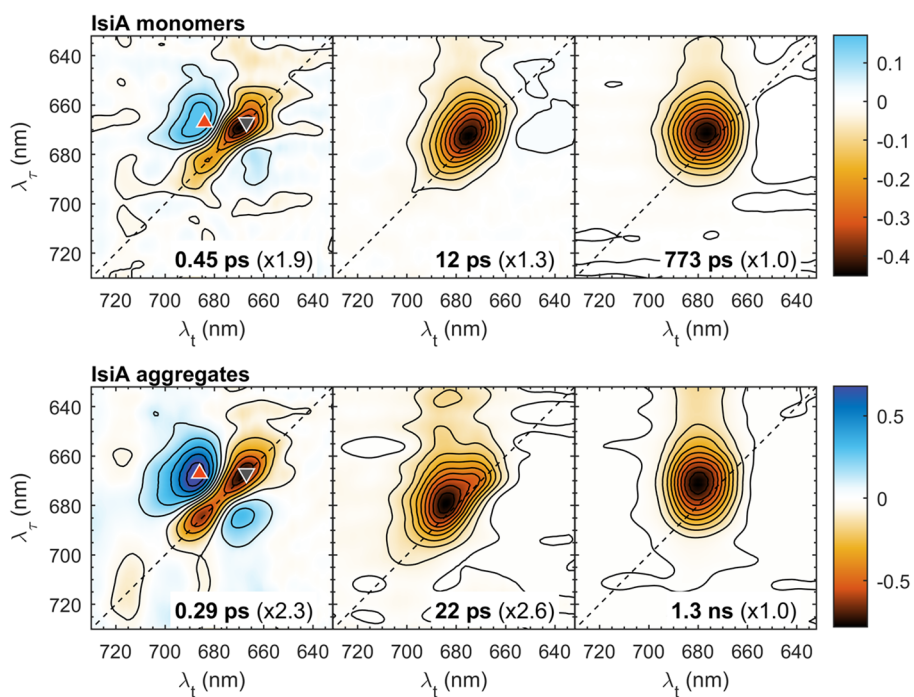 IsiA monomers
640
660
680
700
720
λτ (nm)
0.45 ps (x1.9)
12 ps (x1.3)
773 ps (x1.0)
720 700 680 660 640
720 700 680 660 640
720 700 680 660 640
λt (nm)
λt (nm)
λt (nm)
0.1
0
-0.1
-0.2
-0.3
-0.4
IsiA aggregates
640
660
680
700
720
λτ (nm)
0.29 ps (x2.3)
22 ps (x2.6)
1.3 ns (x1.0)
720 700 680 660 640
720 700 680 660 640
720 700 680 660 640
λt (nm)
λt (nm)
λt (nm)
0.5
0
-0.5